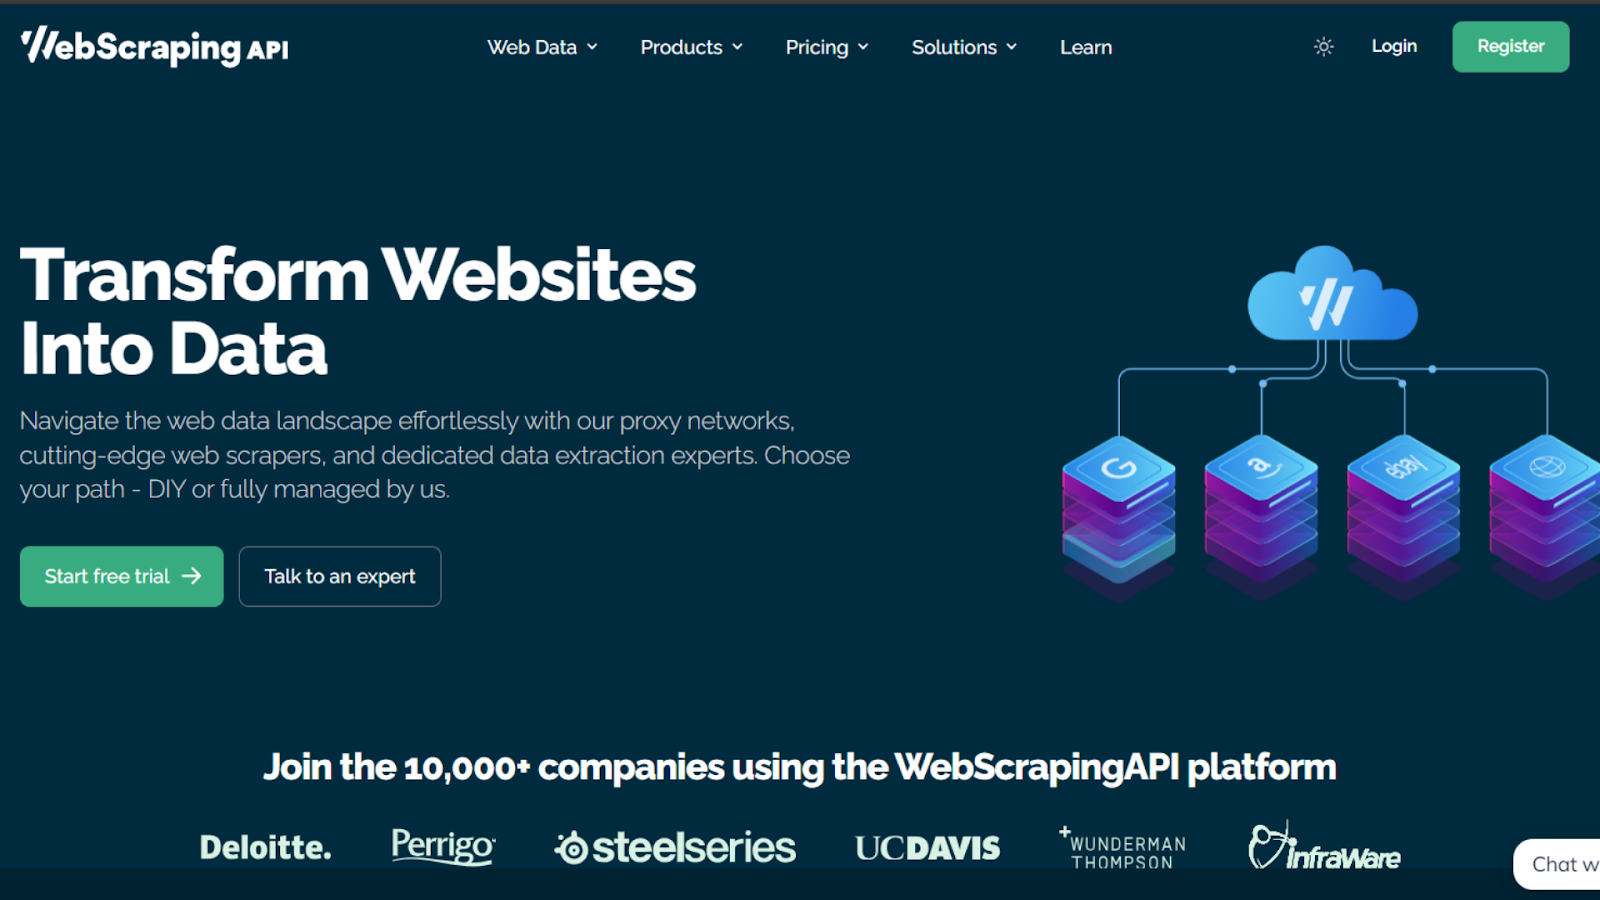 WebScraping API
Web Data
Products
Pricing
Solutions
Learn
Login
Register
Transform Websites
Into Data
Navigate the web data landscape effortlessly with our proxy networks,
cutting-edge web scrapers, and dedicated data extraction experts. Choose
your path - DIY or fully managed by us.
Start free trial
Talk to an expert
G
a
ebay
Join the 10,000+ companies using the WebScrapingAPI platform
Deloitte.
Perrigo
steelseries
UCDAVIS
WUNDERMAN
THOMPSON
infraWare
Chat w